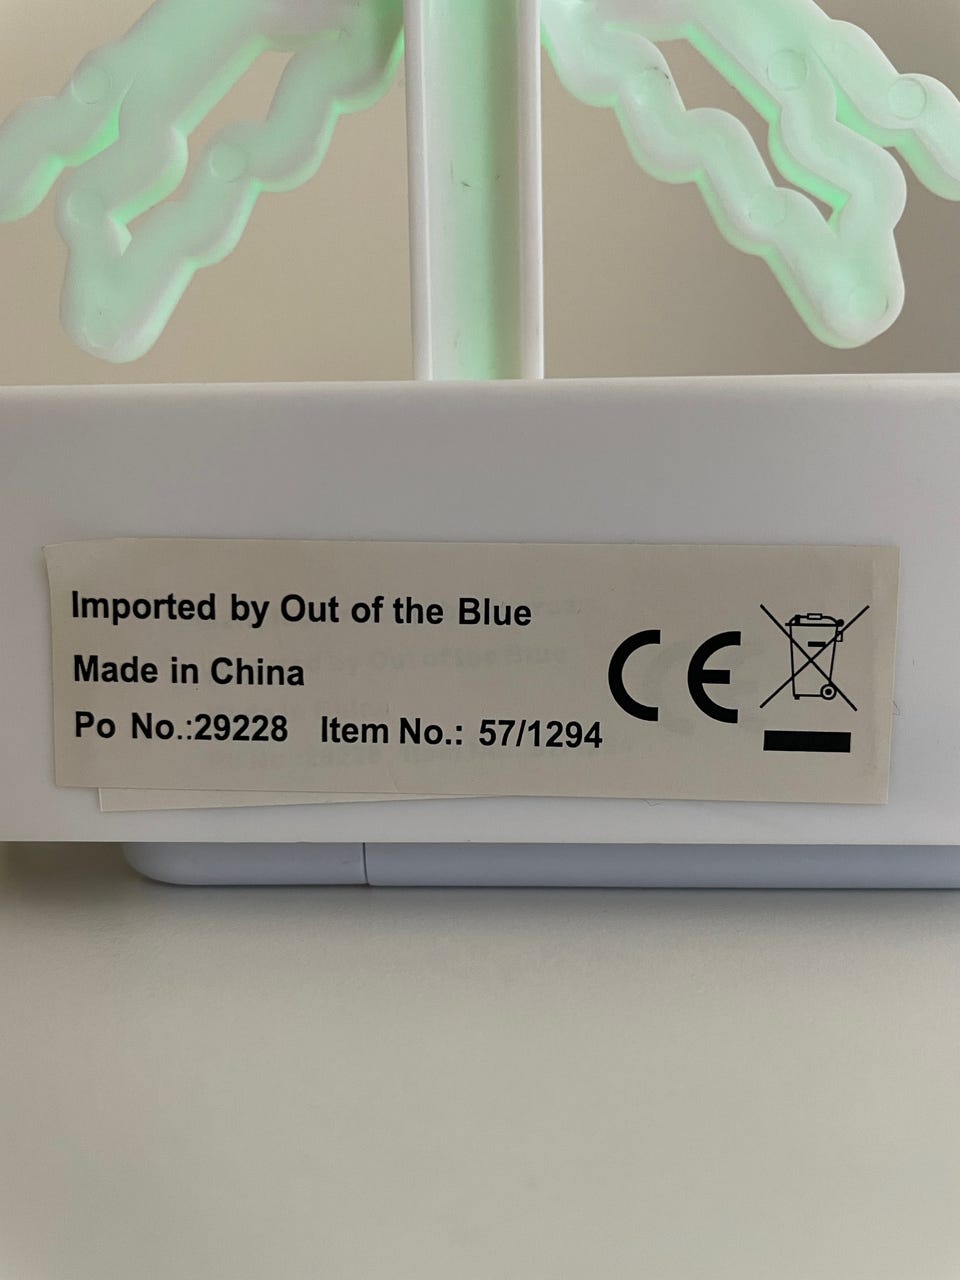 Imported by Out of the Blue
Made in China
Po No.:29228 Item No.: 57/1294
CE